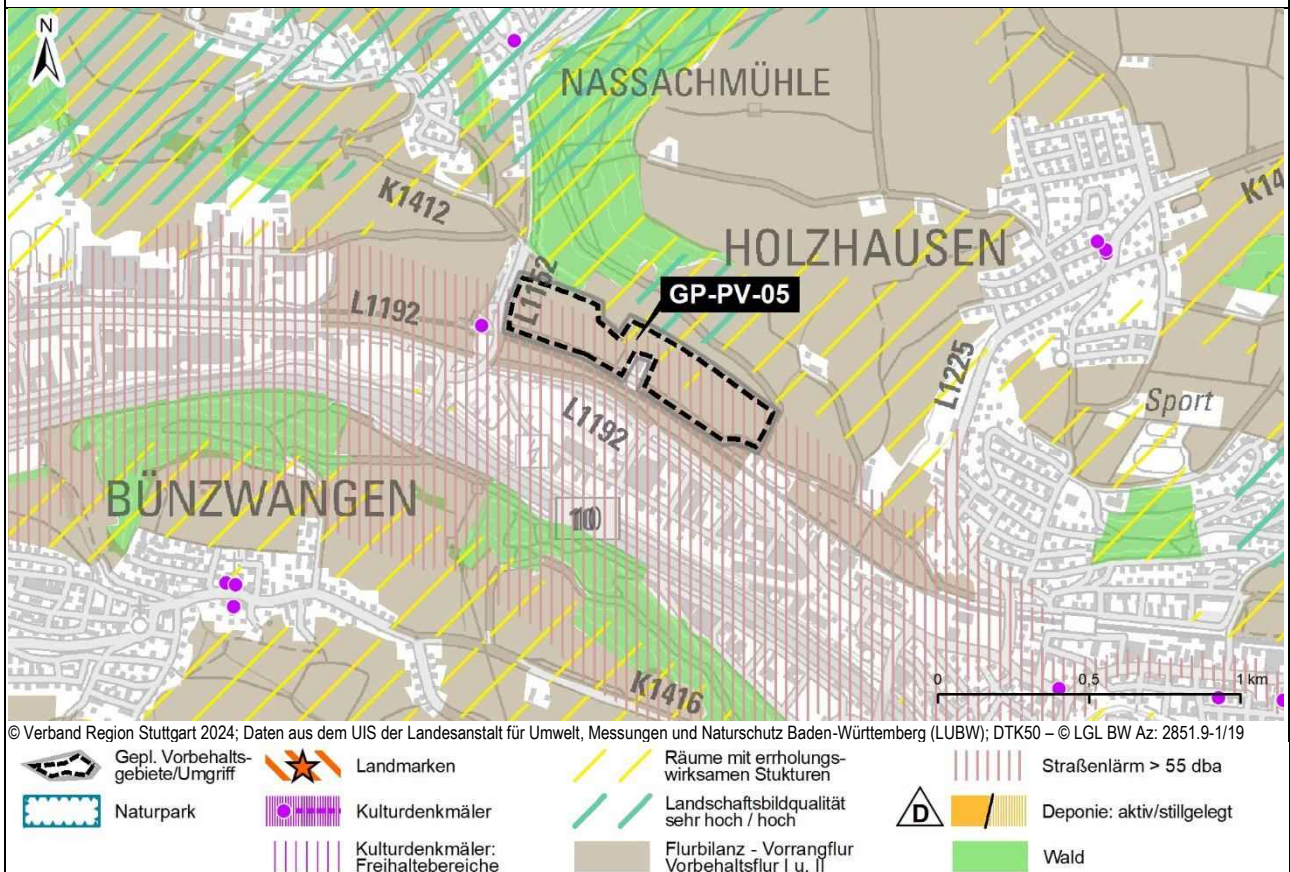 N
NASSACHMÜHLE
K1412
K14
HOLZHAUSEN
L1152
GP-PV-05
L1192
L1192
L1225
Sport
BÜNZWANGEN
10
K1416
0 0,5 1 km
© Verband Region Stuttgart 2024; Daten aus dem UIS der Landesanstalt für Umwelt, Messungen und Naturschutz Baden-Württemberg (LUBW); DTK50 – © LGL BW Az: 2851.9-1/19
Gepl. Vorbehalts-
gebiete/Umgriff
Landmarken
Räume mit errholungs-
wirksamen Stukturen
Straßenlärm > 55 dba
Naturpark
Kulturdenkmäler
Landschaftsbildqualität
sehr hoch / hoch
D
Deponie: aktiv/stillgelegt
Kulturdenkmäler:
Freihaltebereiche
Flurbilanz - Vorrangflur
Vorbehaltsflur I u. II
Wald